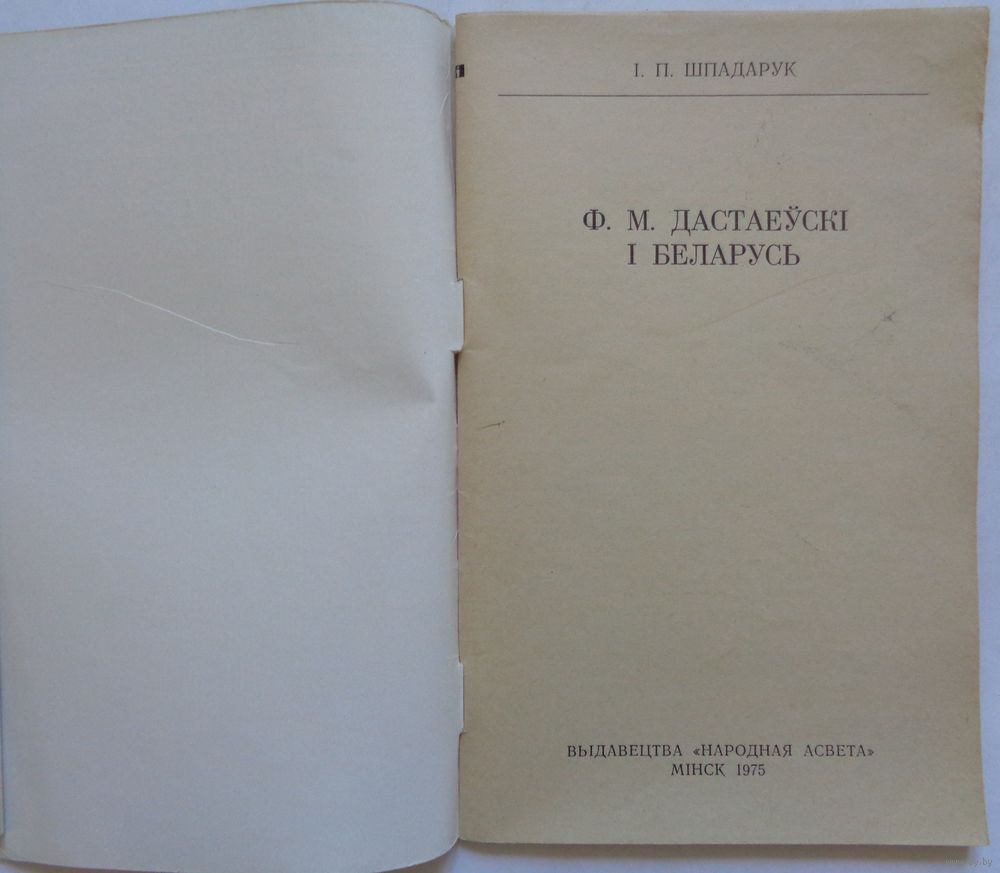 І. П. ШПАДАРУК
Ф. М. ДАСТАЕЎСКІ
І БЕЛАРУСЬ
ВЫДАВЕЦТВА «НАРОДНАЯ АСВЕТА»
МІНСК 1975